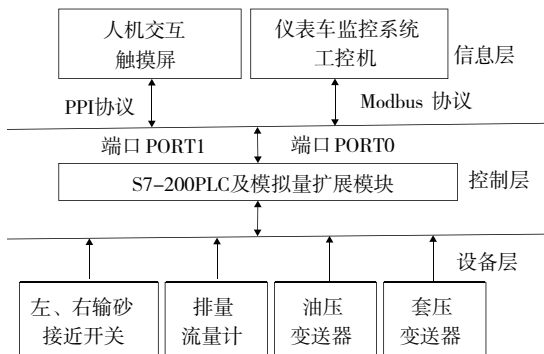 人机交互
触摸屏
仪表车监控系统
工控机
信息层
PPI协议
Modbus 协议
端口 PORT1
端口 PORT0
S7-200PLC及模拟量扩展模块
控制层
设备层
左、右输砂
接近开关
排量
流量计
油压
变送器
套压
变送器